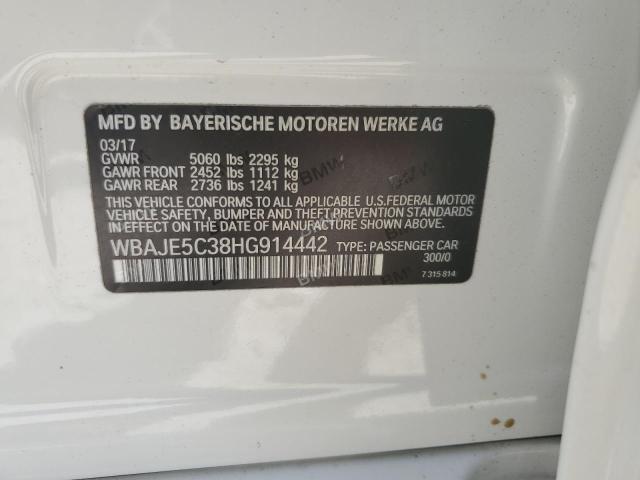 MFD BY BAYERISCHE MOTOREN WERKE AG
03/17
GVWR 5060 lbs 2295 kg
GAWR FRONT 2452 lbs 1112 kg
GAWR REAR 2736 lbs 1241 kg
THIS VEHICLE CONFORMS TO ALL APPLICABLE U.S.FEDERAL MOTOR
VEHICLE SAFETY, BUMPER AND THEFT PREVENTION STANDARDS
IN EFFECT ON THE DATE OF MANUFACTURE SHOWN ABOVE.
WBAJE5C38HG914442 TYPE: PASSENGER CAR
300/0
7 315 814